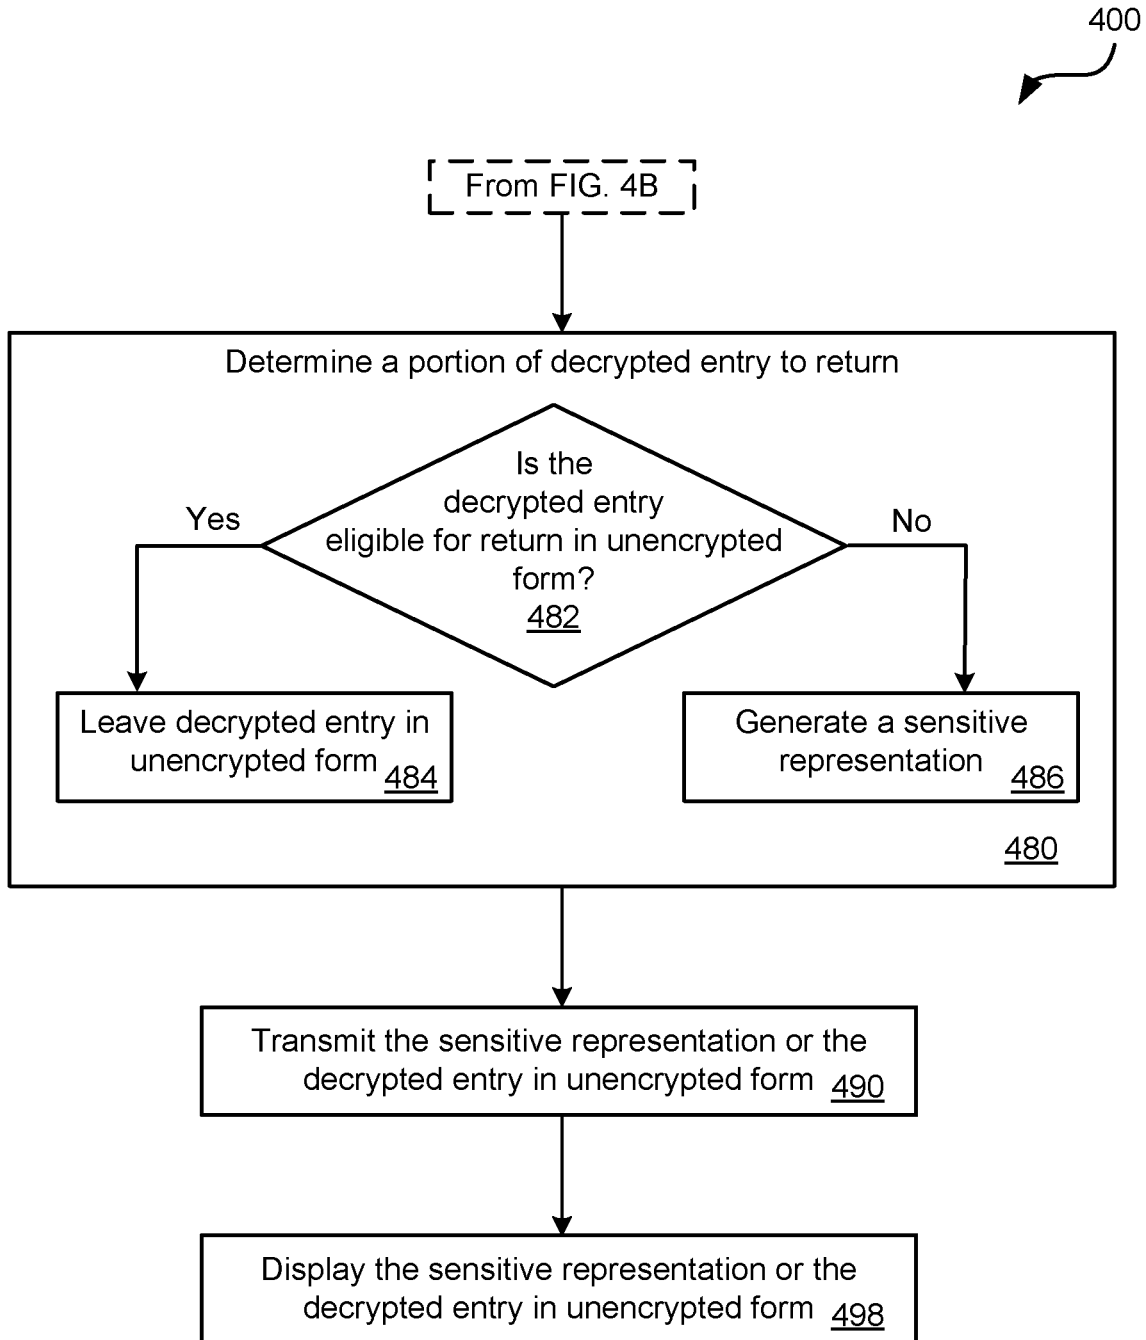 400
From FIG. 4B
Determine a portion of decrypted entry to return
Is the
decrypted entry
eligible for return in unencrypted
form?
482
Yes
No
Leave decrypted entry in
unencrypted form 484
Generate a sensitive
representation 486
480
Transmit the sensitive representation or the
decrypted entry in unencrypted form 490
Display the sensitive representation or the
decrypted entry in unencrypted form 498